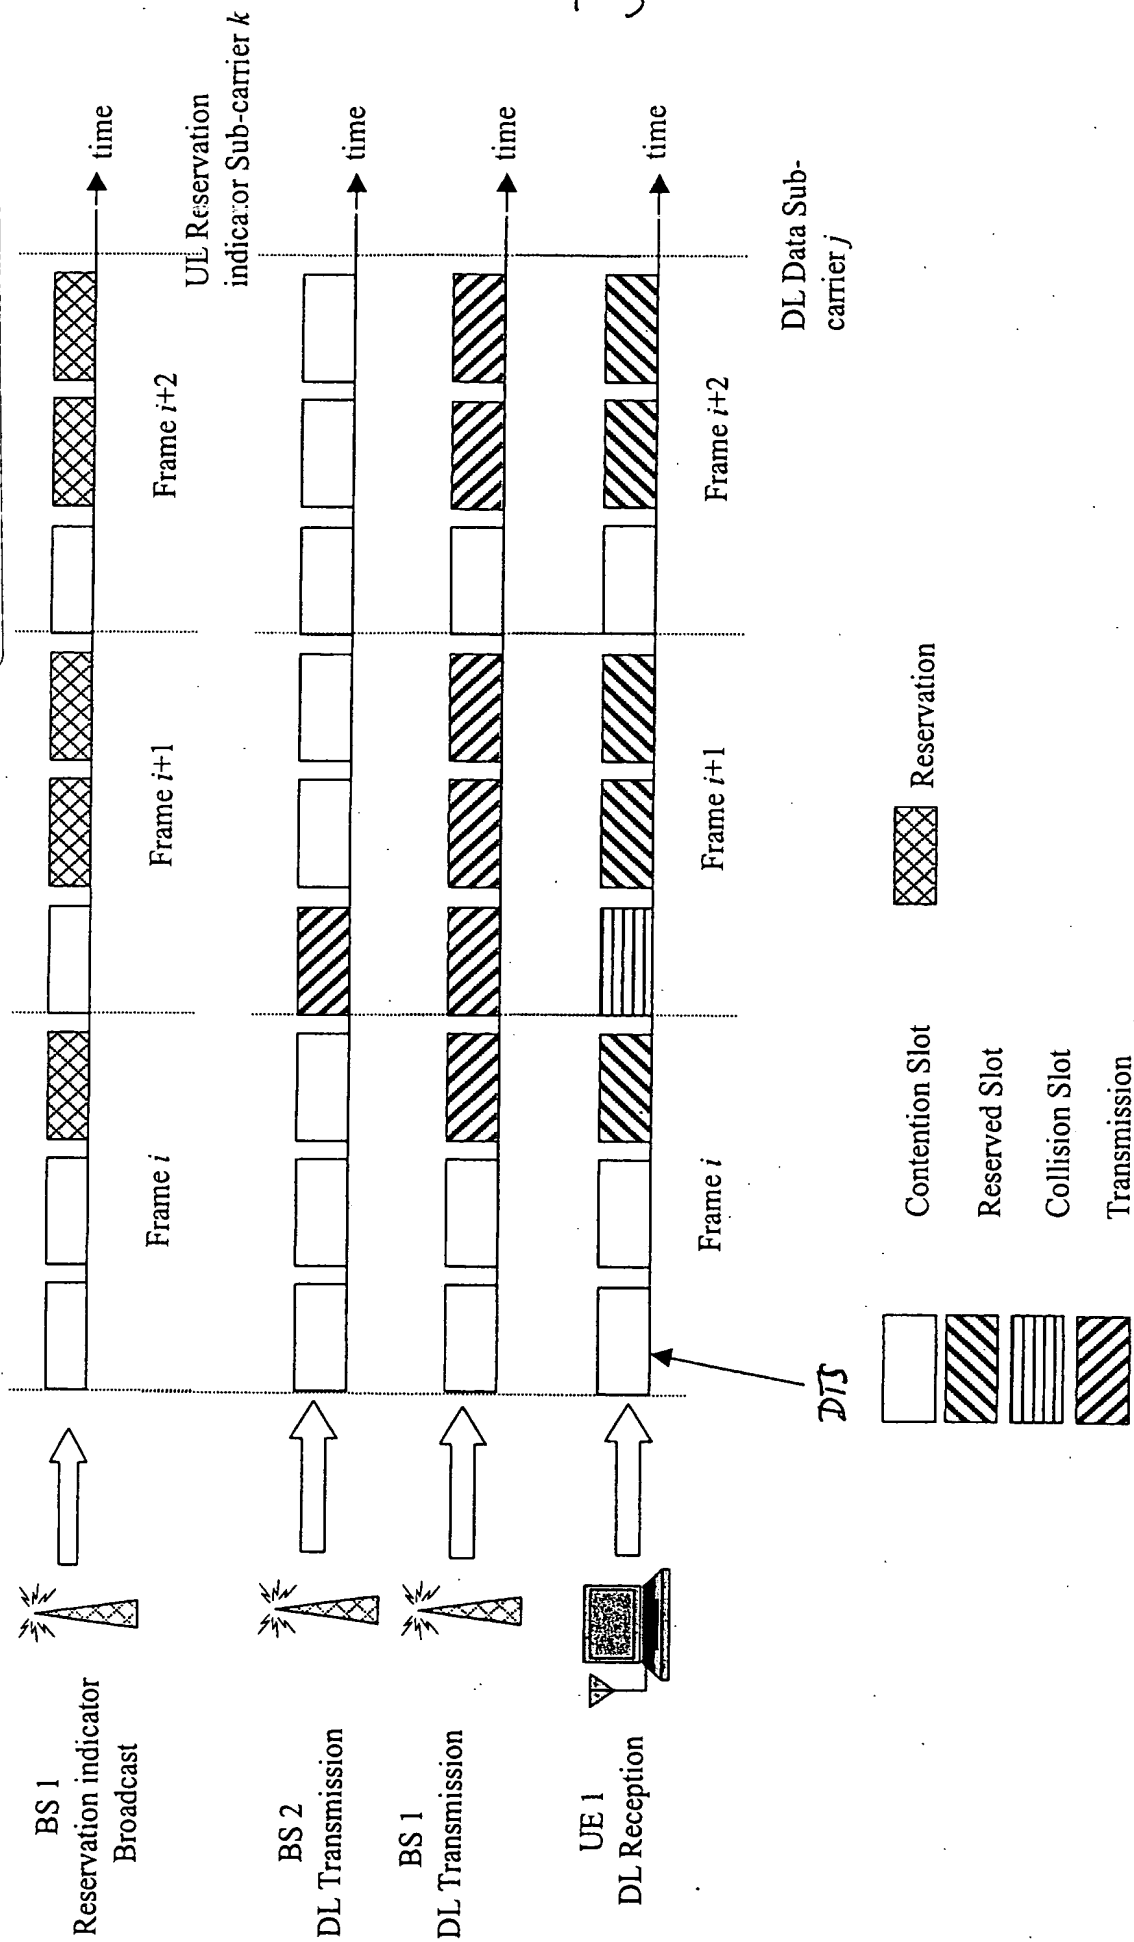 BS 1
Reservation indicator
Broadcast
UL Reservation
indicator Sub-carrier k
time
Frame i
Frame i+1
Frame i+2
BS 2
DL Transmission
time
BS 1
DL Transmission
time
UE 1
DL Reception
time
Frame i
Frame i+1
Frame i+2
DL Data Sub-
carrier j
DTS
Contention Slot
Reserved Slot
Collision Slot
Transmission
Reservation